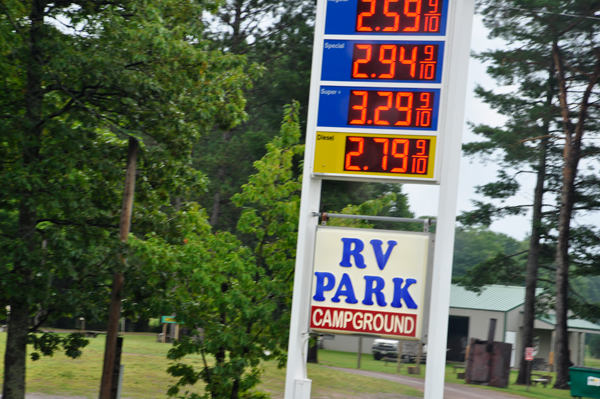 2.59 9/10
Special
2.94 9/10
Super +
3.29 9/10
Diesel
2.79 9/10
RV
PARK
CAMPGROUND